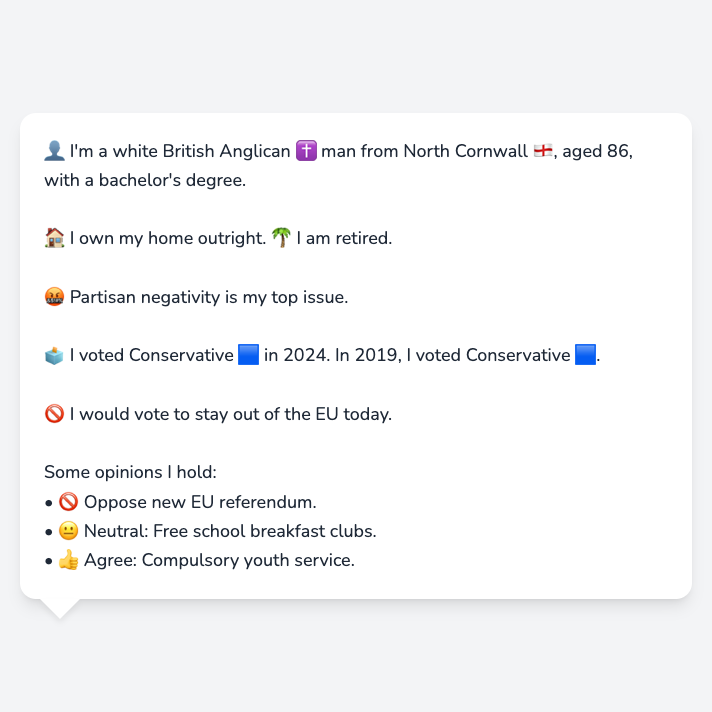 👤 I'm a white British Anglican ✝️ man from North Cornwall 🏴󠁧󠁢󠁥󠁮󠁧󠁿, aged 86,
with a bachelor's degree.
🏠 I own my home outright. 🌴 I am retired.
🤬 Partisan negativity is my top issue.
🗳️ I voted Conservative 🟦 in 2024. In 2019, I voted Conservative 🟦.
🚫 I would vote to stay out of the EU today.
Some opinions I hold:
• 🚫 Oppose new EU referendum.
• 😐 Neutral: Free school breakfast clubs.
• 👍 Agree: Compulsory youth service.